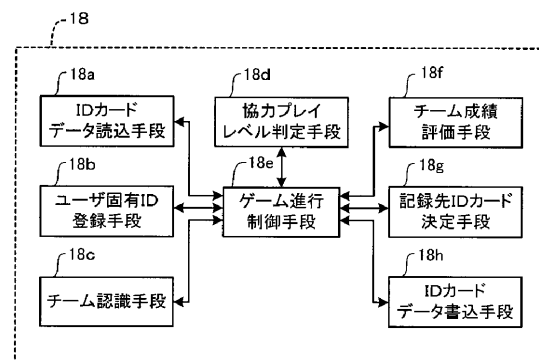 18
18a
IDカード
データ読込手段
18b
ユーザ固有ID
登録手段
18c
チーム認識手段
18d
協力プレイ
レベル判定手段
18e
ゲーム進行
制御手段
18f
チーム成績
評価手段
18g
記録先IDカード
決定手段
18h
IDカード
データ書込手段